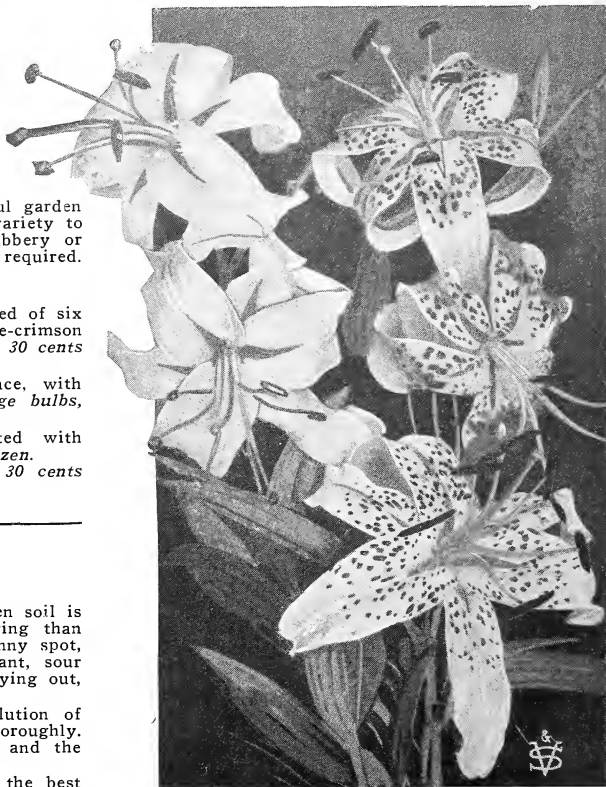 ul garden
variety to
bbery or
required.
ed of six
e-crimson
30 cents
ace, with
ge bulbs,
ted with
zen.
30 cents
en soil is
ing than
nny spot,
ant, sour
ying out,
lution of
oroughly.
and the
the best